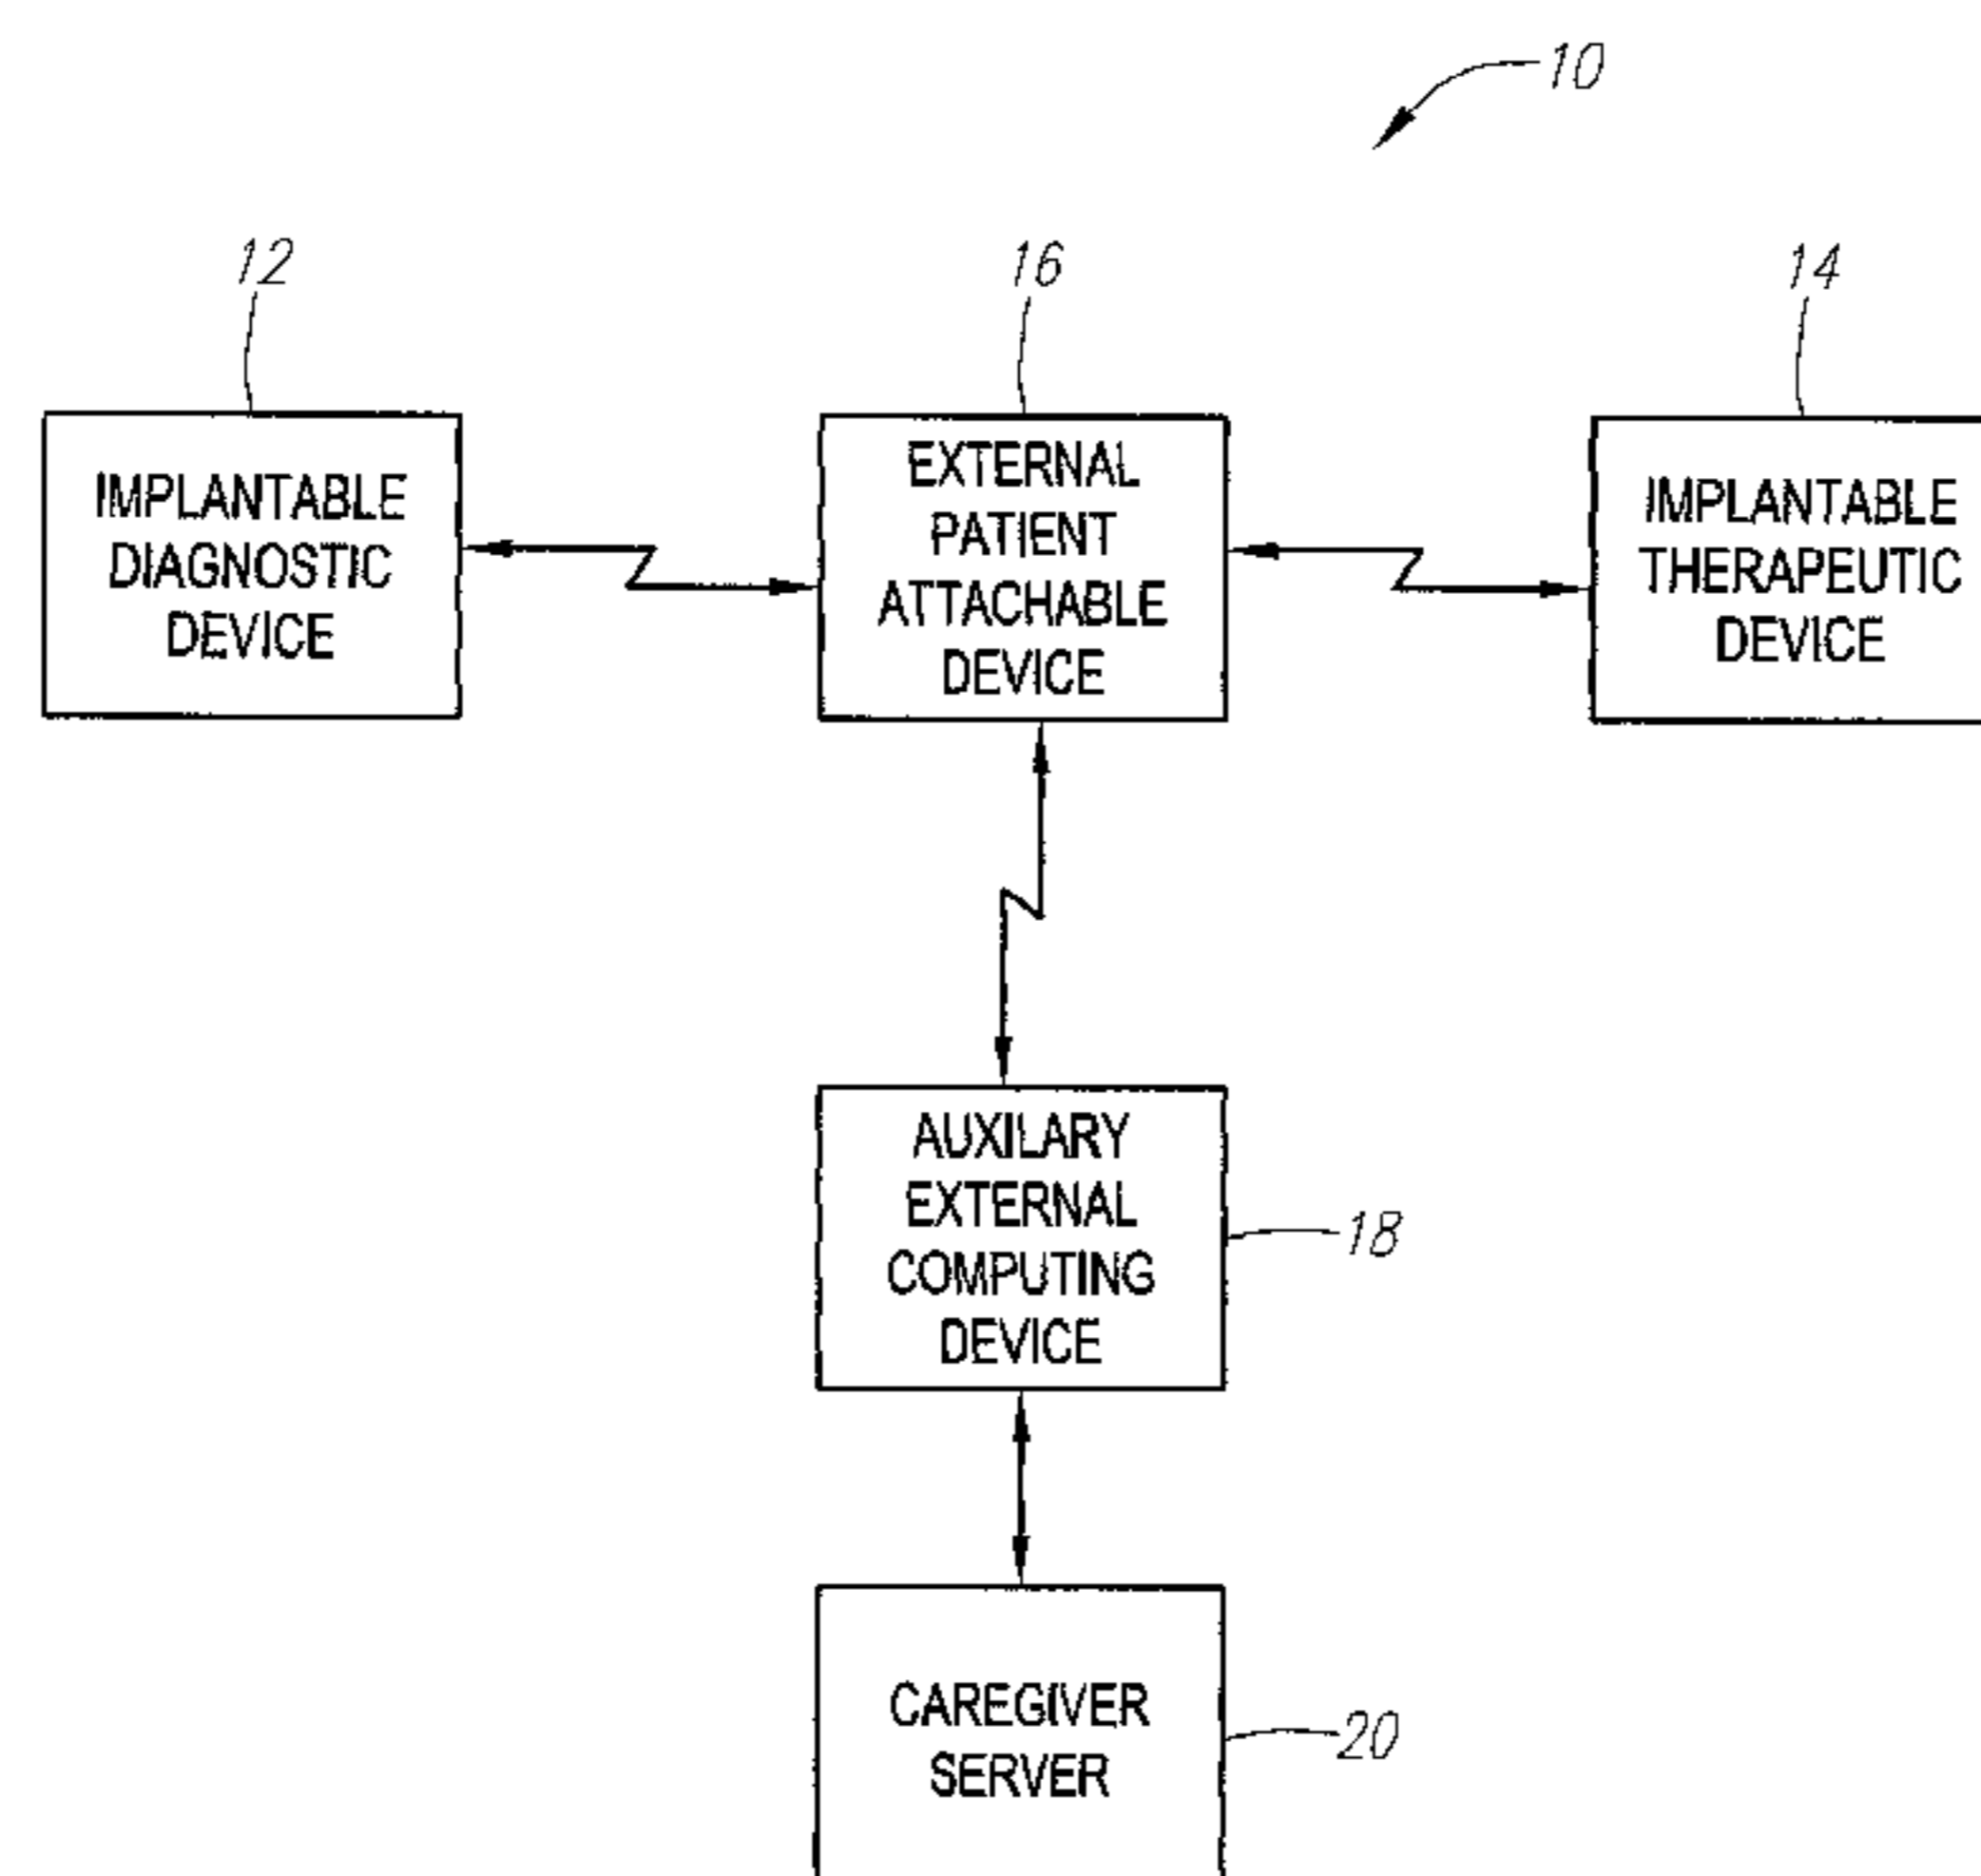 10
12
16
14
IMPLANTABLE
DIAGNOSTIC
DEVICE
EXTERNAL
PATIENT
ATTACHABLE
DEVICE
IMPLANTABLE
THERAPEUTIC
DEVICE
AUXILARY
EXTERNAL
COMPUTING
DEVICE
18
CAREGIVER
SERVER
20